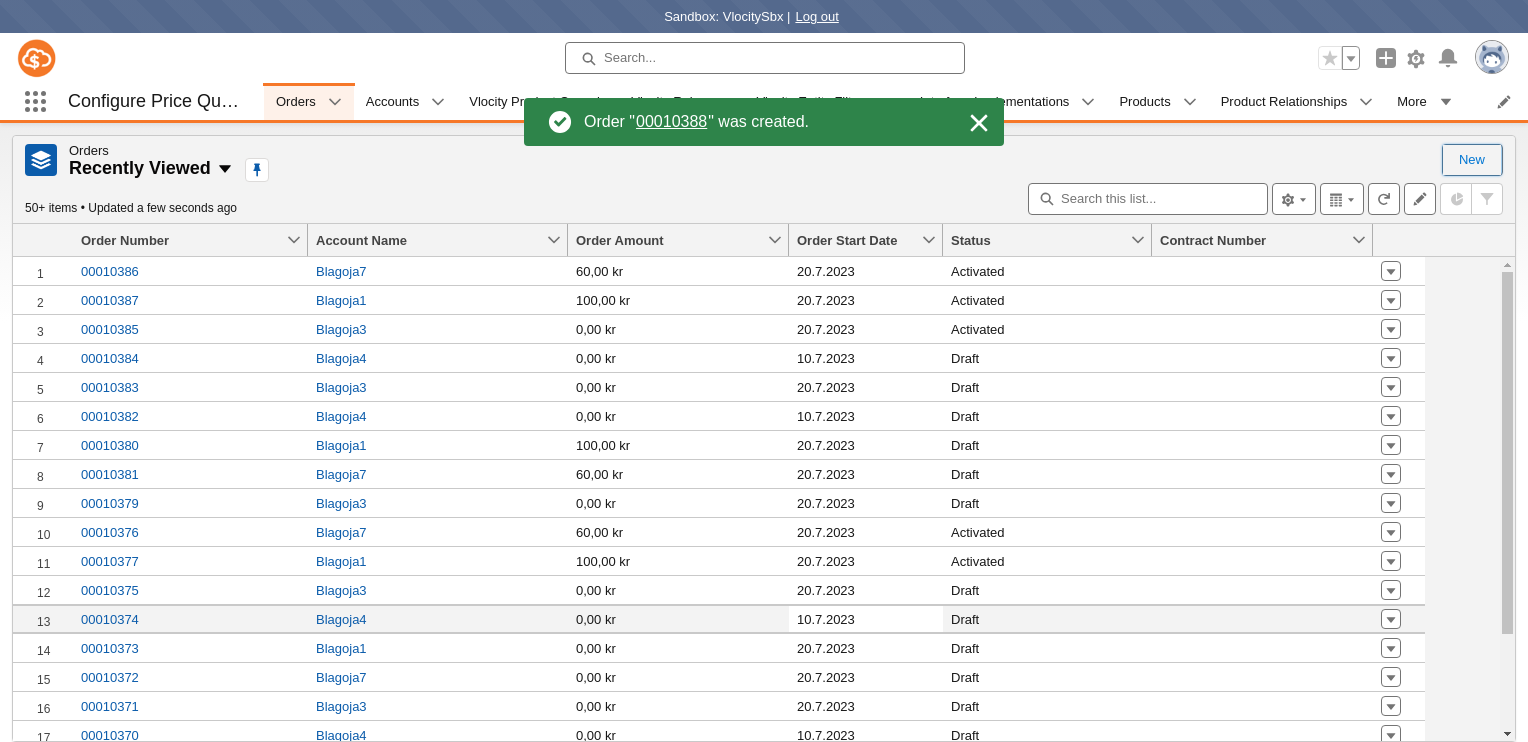 Sandbox: VlocitySbx | Log out
Search...
Configure Price Qu…
Orders
Accounts
Products
Product Relationships
More
Order "00010388" was created.
Orders
Recently Viewed
New
50+ items • Updated a few seconds ago
Search this list...
Order Number Account Name Order Amount Order Start Date Status Contract Number
1 00010386 Blagoja7 60,00 kr 20.7.2023 Activated
2 00010387 Blagoja1 100,00 kr 20.7.2023 Activated
3 00010385 Blagoja3 0,00 kr 20.7.2023 Activated
4 00010384 Blagoja4 0,00 kr 10.7.2023 Draft
5 00010383 Blagoja3 0,00 kr 20.7.2023 Draft
6 00010382 Blagoja4 0,00 kr 10.7.2023 Draft
7 00010380 Blagoja1 100,00 kr 20.7.2023 Draft
8 00010381 Blagoja7 60,00 kr 20.7.2023 Draft
9 00010379 Blagoja3 0,00 kr 20.7.2023 Draft
10 00010376 Blagoja7 60,00 kr 20.7.2023 Activated
11 00010377 Blagoja1 100,00 kr 20.7.2023 Activated
12 00010375 Blagoja3 0,00 kr 20.7.2023 Draft
13 00010374 Blagoja4 0,00 kr 10.7.2023 Draft
14 00010373 Blagoja1 0,00 kr 20.7.2023 Draft
15 00010372 Blagoja7 0,00 kr 20.7.2023 Draft
16 00010371 Blagoja3 0,00 kr 20.7.2023 Draft
17 00010370 Blagoja4 0,00 kr 10.7.2023 Draft